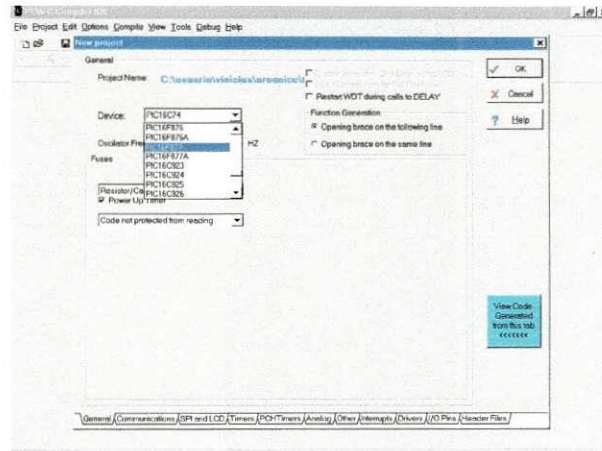 File Project Edit Options Compile View Tools Debug Help
New project
General
Project Name:
Restart WDT during calls to DELAY
Function Generation
Opening brace on the following line
Opening brace on the same line
Device: PIC16C74
PIC16F876
PIC16F876A
PIC16F877
PIC16F877A
PIC16C923
PIC16C924
PIC16C925
PIC16C926
Oscillator HZ
Fuses
Power Up Timer
Code not protected from reading
OK
Cancel
Help
View Code
Generated
from this tab
<<<<<<<
General Communications SPI and LCD Timers PCH Timers Analog Other Interrupts Drivers I/O Pins Header Files